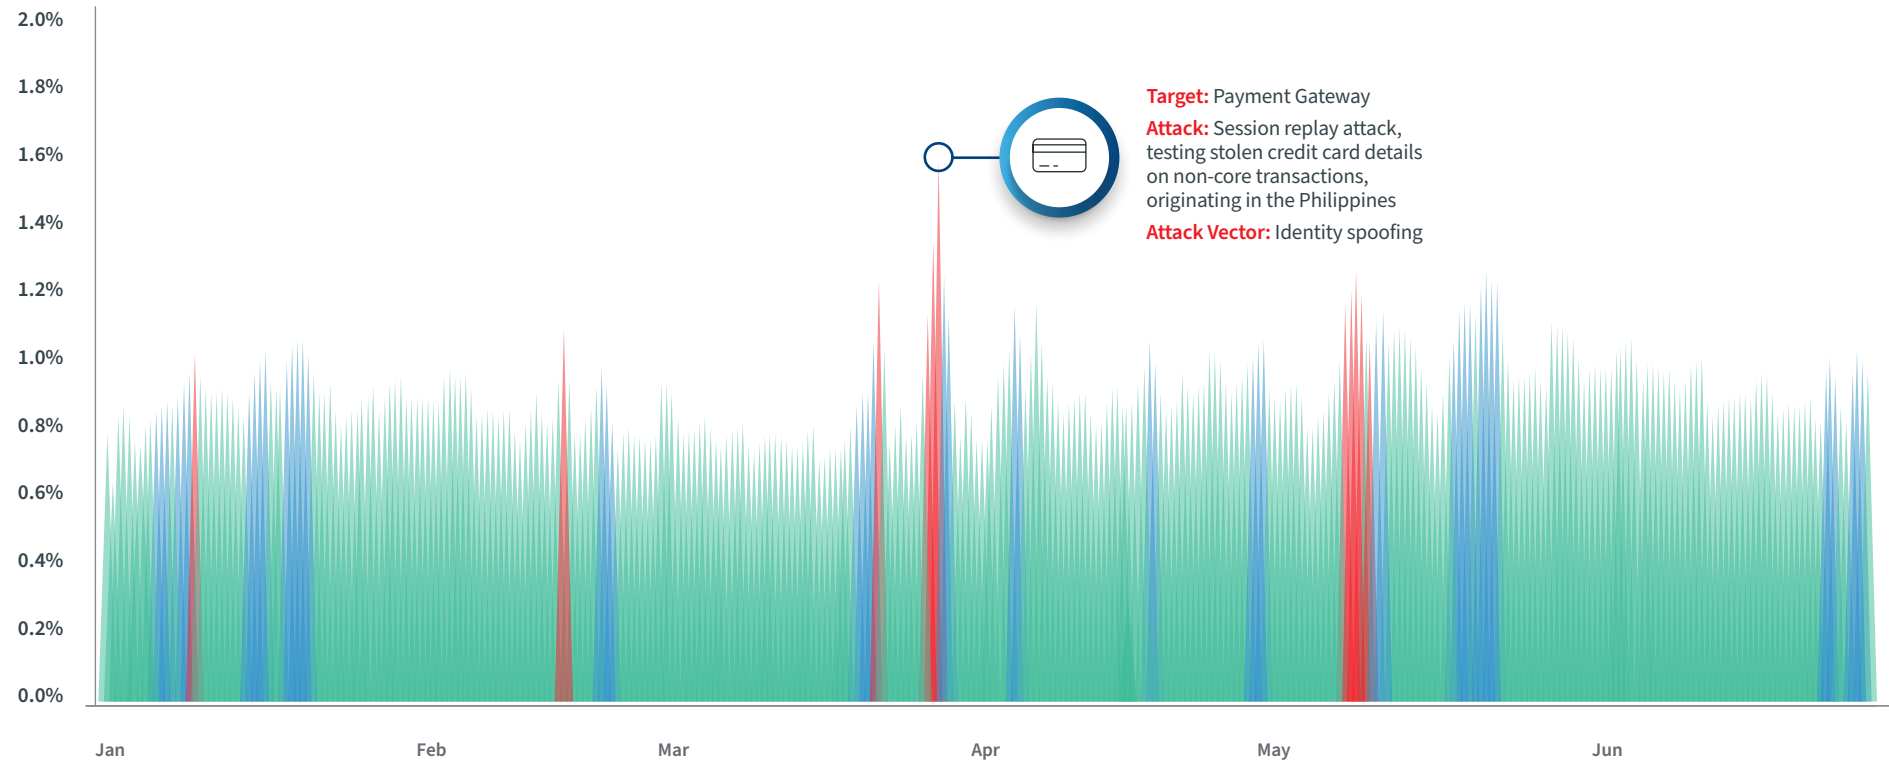 2.0%
1.8%
1.6%
1.4%
1.2%
1.0%
0.8%
0.6%
0.4%
0.2%
0.0%
Target: Payment Gateway
Attack: Session replay attack,
testing stolen credit card details
on non-core transactions,
originating in the Philippines
Attack Vector: Identity spoofing
Jan
Feb
Mar
Apr
May
Jun